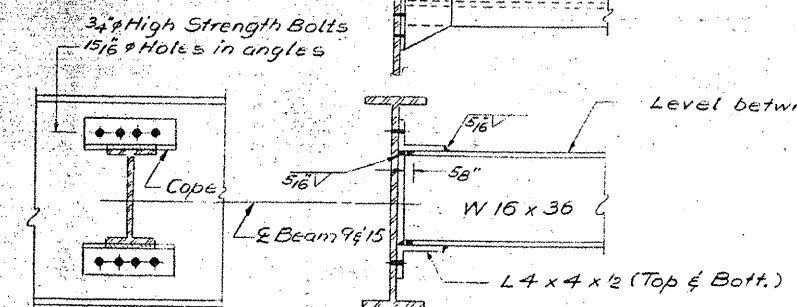 3/4"φ High Strength Bolts
15/16"φ Holes in angles
Level
5/16"
Cope
5/16"
5/8"
W 16 x 36
℄ Beam 9 & 15
L 4 x 4 x 1/2 (Top & Bott.)